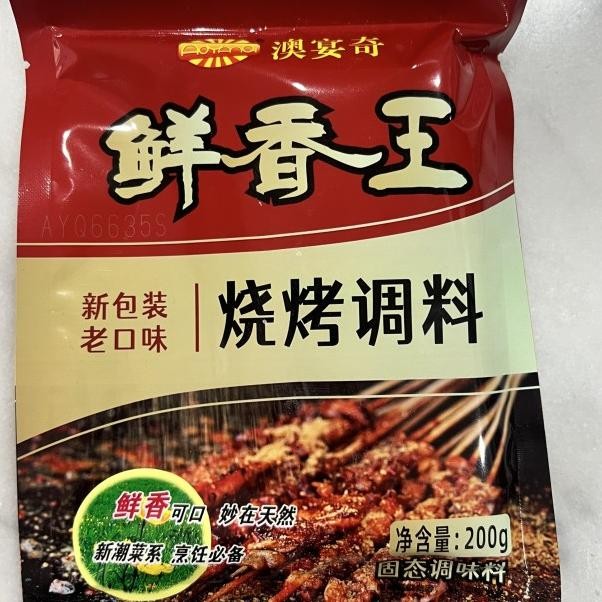 AOYANQI 澳宴奇
鲜香王
AYQ6635S
新包装
老口味
烧烤调料
鲜香可口 妙在天然
新潮菜系 烹饪必备
净含量:200g
固态调味料